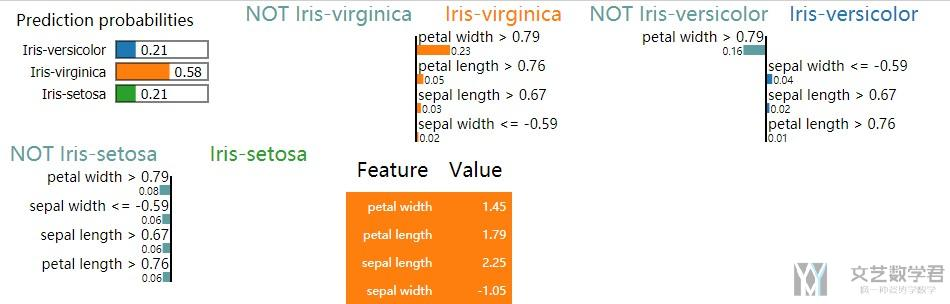 Prediction probabilities
Iris-versicolor 0.21
Iris-virginica 0.58
Iris-setosa 0.21
NOT Iris-virginica Iris-virginica
petal width > 0.79
0.23
petal length > 0.76
0.05
sepal length > 0.67
0.03
sepal width <= -0.59
0.02
NOT Iris-versicolor Iris-versicolor
petal width > 0.79
0.16
sepal width <= -0.59
0.04
sepal length > 0.67
0.02
petal length > 0.76
0.01
NOT Iris-setosa Iris-setosa
petal width > 0.79
0.08
sepal width <= -0.59
0.06
sepal length > 0.67
0.06
petal length > 0.76
0.06
Feature Value
petal width 1.45
petal length 1.79
sepal length 2.25
sepal width -1.05
文艺数学君